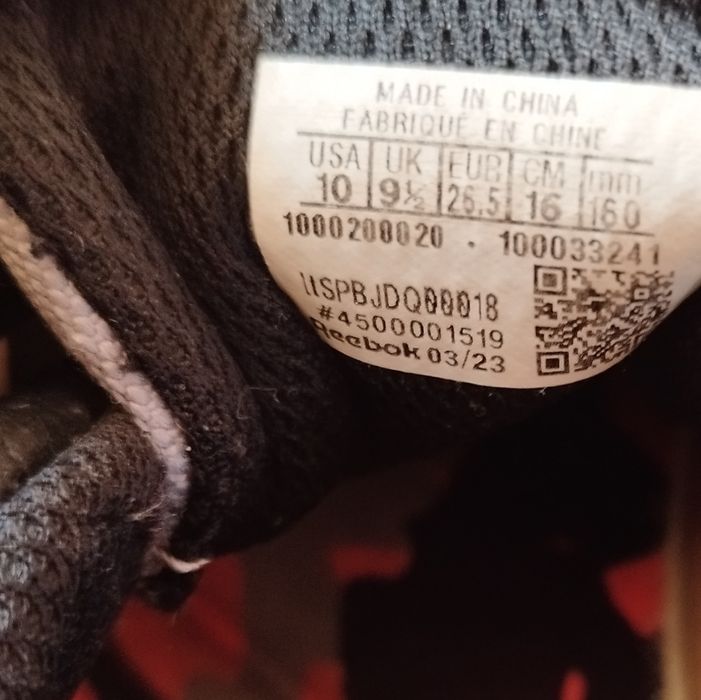 MADE IN CHINA
FABRIQUÉ EN CHINE
USA UK EUR CM mm
10 9½ 26.5 16 160
1000200020 . 100033241
#4500001519
Reebok 03/23